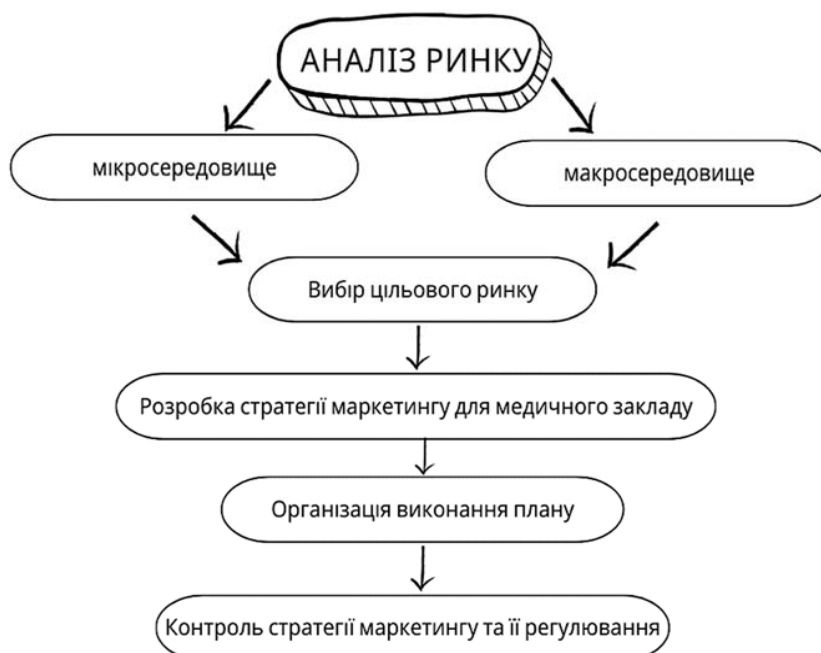 АНАЛІЗ РИНКУ
мікросередовище
макросередовище
Вибір цільового ринку
Розробка стратегії маркетингу для медичного закладу
Організація виконання плану
Контроль стратегії маркетингу та її регулювання